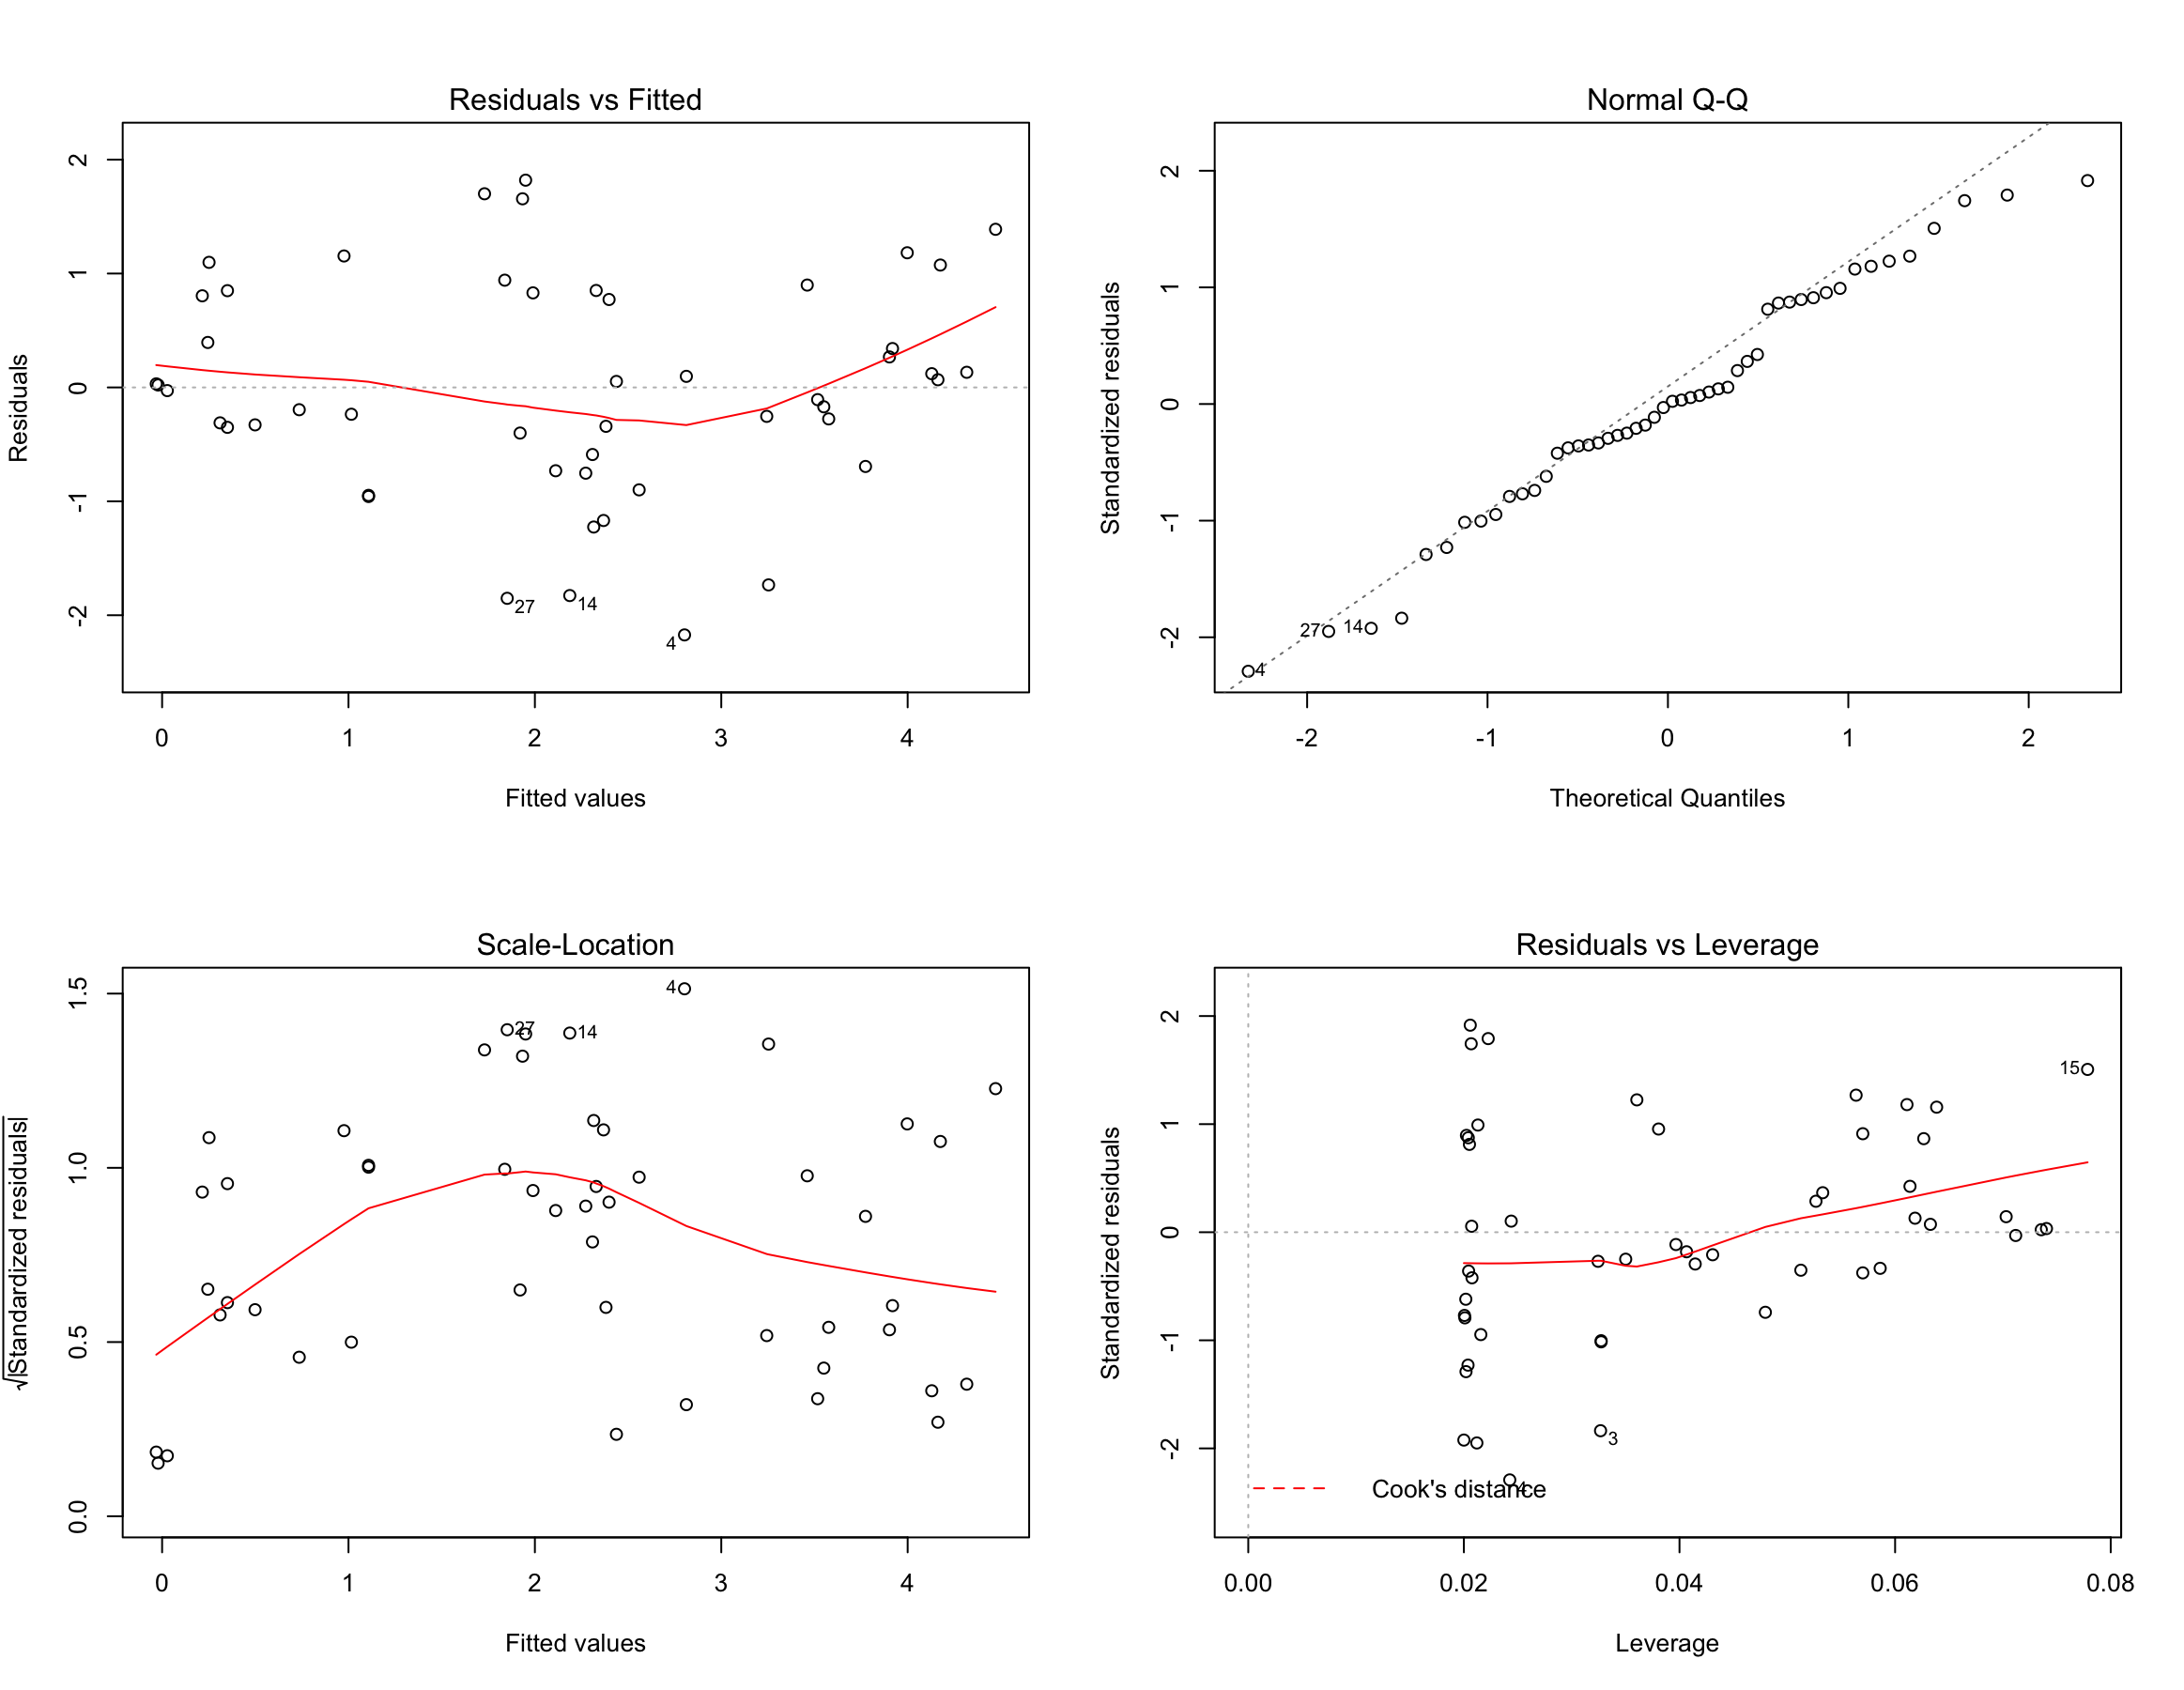 Residuals vs Fitted
Residuals
2
1
0
-1
-2
27
14
4
0 1 2 3 4
Fitted values
Normal Q-Q
Standardized residuals
2
1
0
-1
-2
27
14
4
-2 -1 0 1 2
Theoretical Quantiles
Scale-Location
√|Standardized residuals|
1.5
1.0
0.5
0.0
4
27
14
0 1 2 3 4
Fitted values
Residuals vs Leverage
Standardized residuals
2
1
0
-1
-2
15
3
4
Cook's distance
0.00 0.02 0.04 0.06 0.08
Leverage